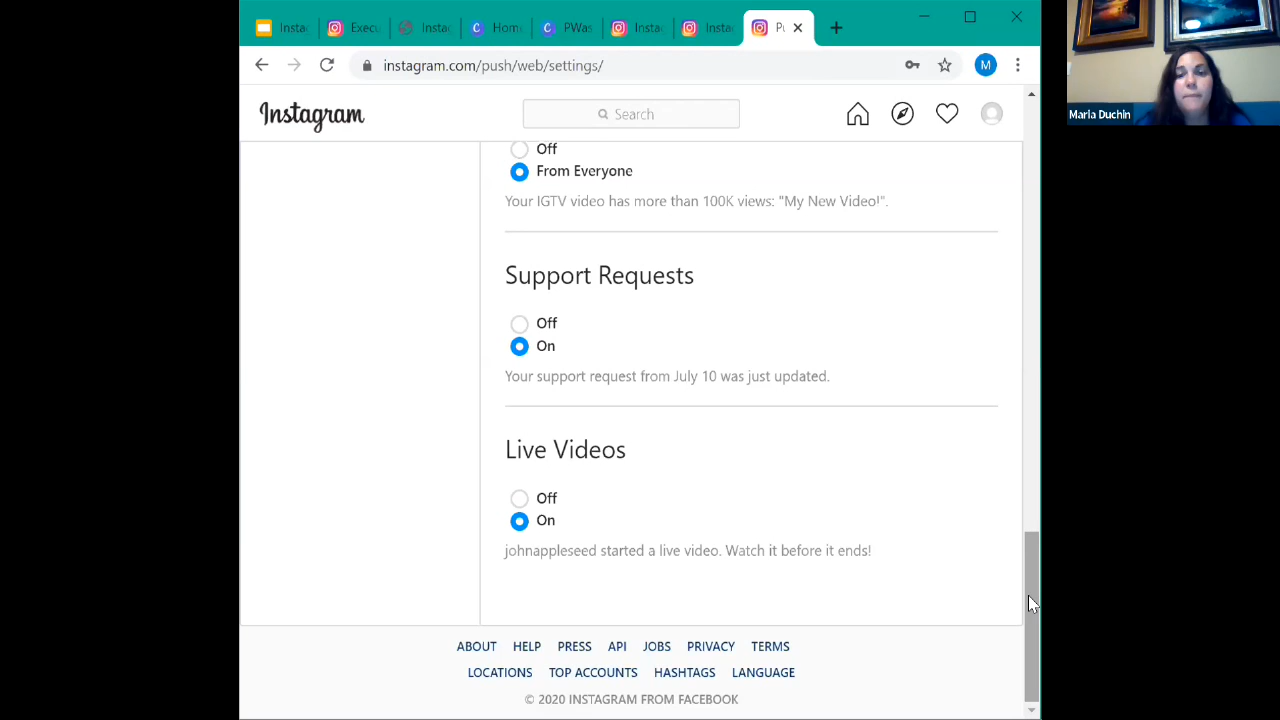 Insta Execu Insta Home PWas Insta Insta Pu
instagram.com/push/web/settings/ M
Marla Duchin
Instagram Search
Off
From Everyone
Your IGTV video has more than 100K views: "My New Video!".
Support Requests
Off
On
Your support request from July 10 was just updated.
Live Videos
Off
On
johnappleseed started a live video. Watch it before it ends!
ABOUT HELP PRESS API JOBS PRIVACY TERMS
LOCATIONS TOP ACCOUNTS HASHTAGS LANGUAGE
© 2020 INSTAGRAM FROM FACEBOOK